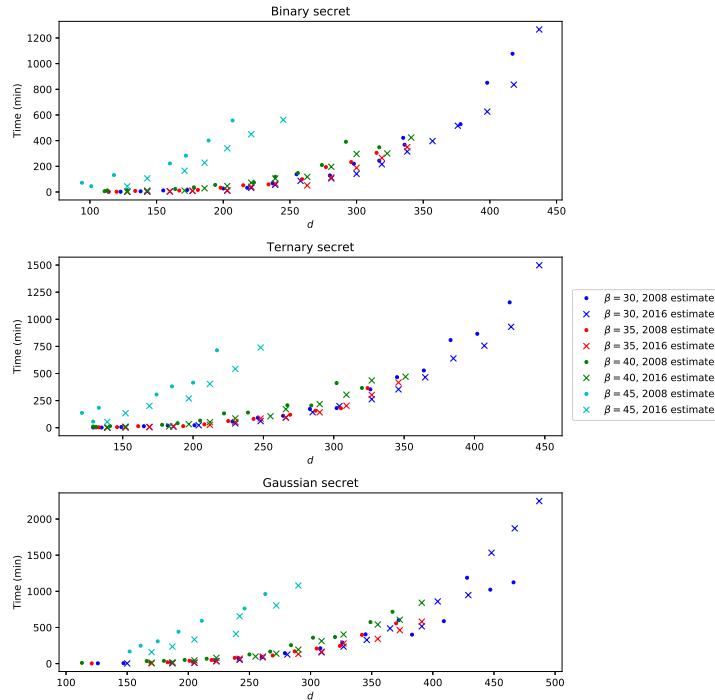 Binary secret
1200
1000
800
600
400
200
0
Time (min)
100 150 200 250 300 350 400 450
d
Ternary secret
1500
1250
1000
750
500
250
0
Time (min)
150 200 250 300 350 400 450
d
β = 30, 2008 estimate
β = 30, 2016 estimate
β = 35, 2008 estimate
β = 35, 2016 estimate
β = 40, 2008 estimate
β = 40, 2016 estimate
β = 45, 2008 estimate
β = 45, 2016 estimate
Gaussian secret
2000
1500
1000
500
0
Time (min)
100 150 200 250 300 350 400 450 500
d